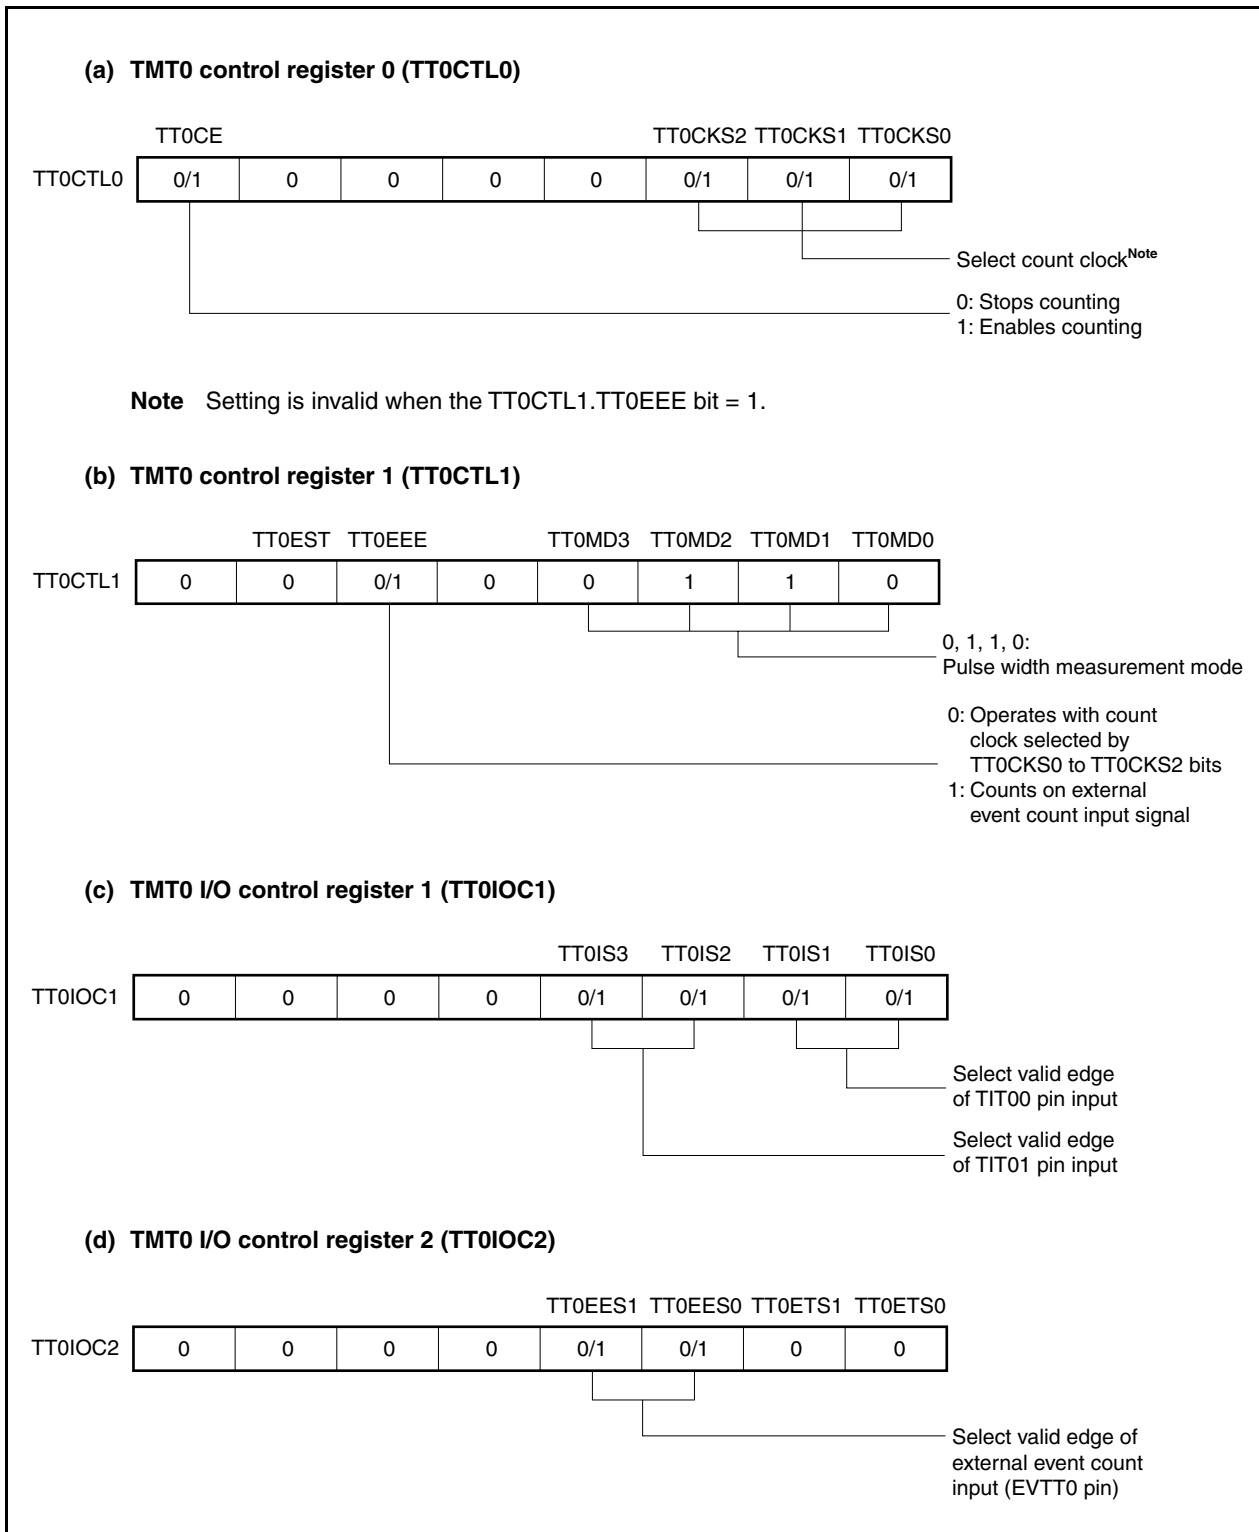 (a) TMT0 control register 0 (TT0CTL0)
TT0CE TT0CKS2 TT0CKS1 TT0CKS0
TT0CTL0 0/1 0 0 0 0 0/1 0/1 0/1
Select count clockNote
0: Stops counting
1: Enables counting
Note Setting is invalid when the TT0CTL1.TT0EEE bit = 1.
(b) TMT0 control register 1 (TT0CTL1)
TT0EST TT0EEE TT0MD3 TT0MD2 TT0MD1 TT0MD0
TT0CTL1 0 0 0/1 0 0 1 1 0
0, 1, 1, 0:
Pulse width measurement mode
0: Operates with count
clock selected by
TT0CKS0 to TT0CKS2 bits
1: Counts on external
event count input signal
(c) TMT0 I/O control register 1 (TT0IOC1)
TT0IS3 TT0IS2 TT0IS1 TT0IS0
TT0IOC1 0 0 0 0 0/1 0/1 0/1 0/1
Select valid edge
of TIT00 pin input
Select valid edge
of TIT01 pin input
(d) TMT0 I/O control register 2 (TT0IOC2)
TT0EES1 TT0EES0 TT0ETS1 TT0ETS0
TT0IOC2 0 0 0 0 0/1 0/1 0 0
Select valid edge of
external event count
input (EVTT0 pin)